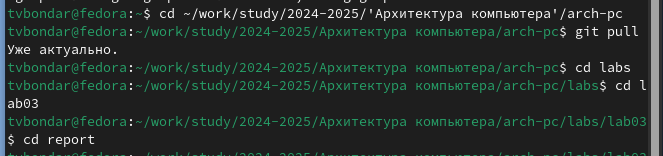 tvbondar@fedora:~$ cd ~/work/study/2024-2025/'Архитектура компьютера'/arch-pc
tvbondar@fedora:~/work/study/2024-2025/Архитектура компьютера/arch-pc$ git pull
Уже актуально.
tvbondar@fedora:~/work/study/2024-2025/Архитектура компьютера/arch-pc$ cd labs
tvbondar@fedora:~/work/study/2024-2025/Архитектура компьютера/arch-pc/labs$ cd l
ab03
tvbondar@fedora:~/work/study/2024-2025/Архитектура компьютера/arch-pc/labs/lab03
$ cd report